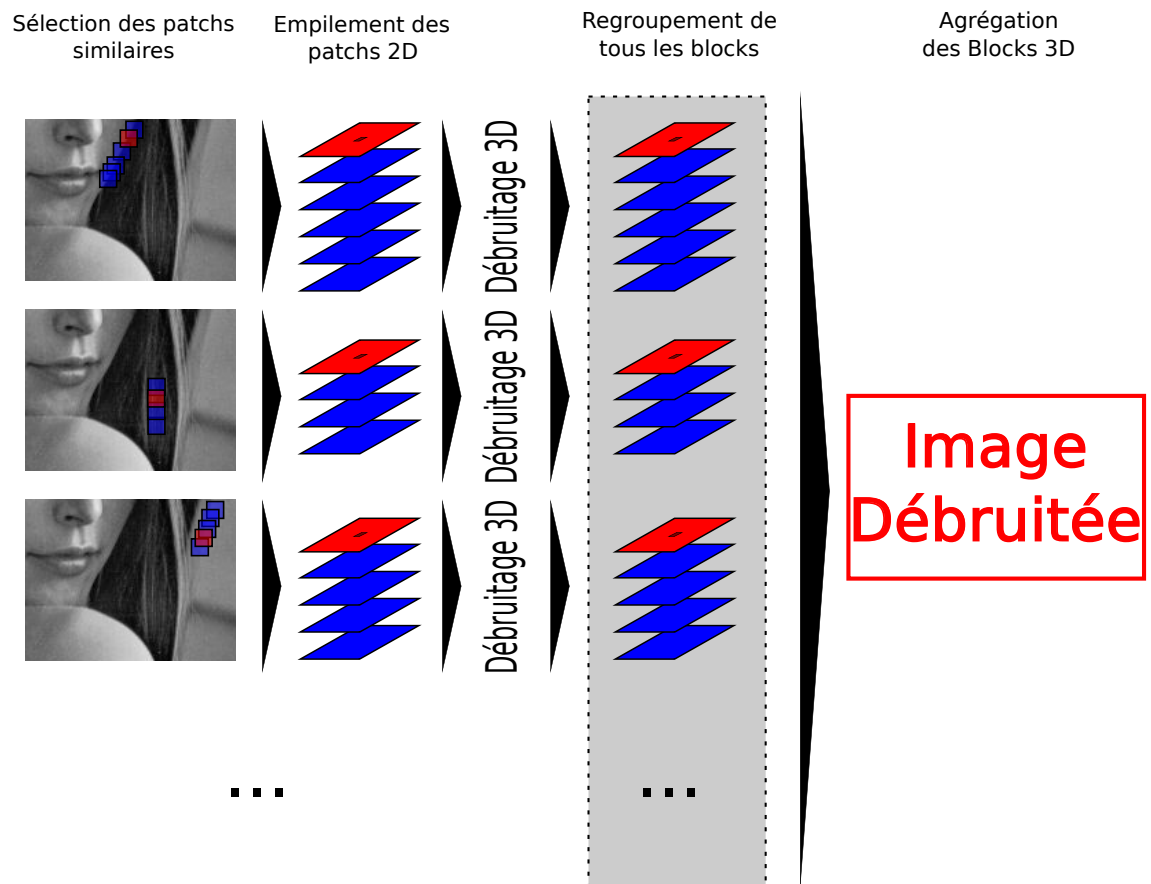 Sélection des patchs
similaires
Empilement des
patchs 2D
Regroupement de
tous les blocks
Agrégation
des Blocks 3D
Débruitage 3D
Débruitage 3D
Débruitage 3D
...
...
Image
Débruitée